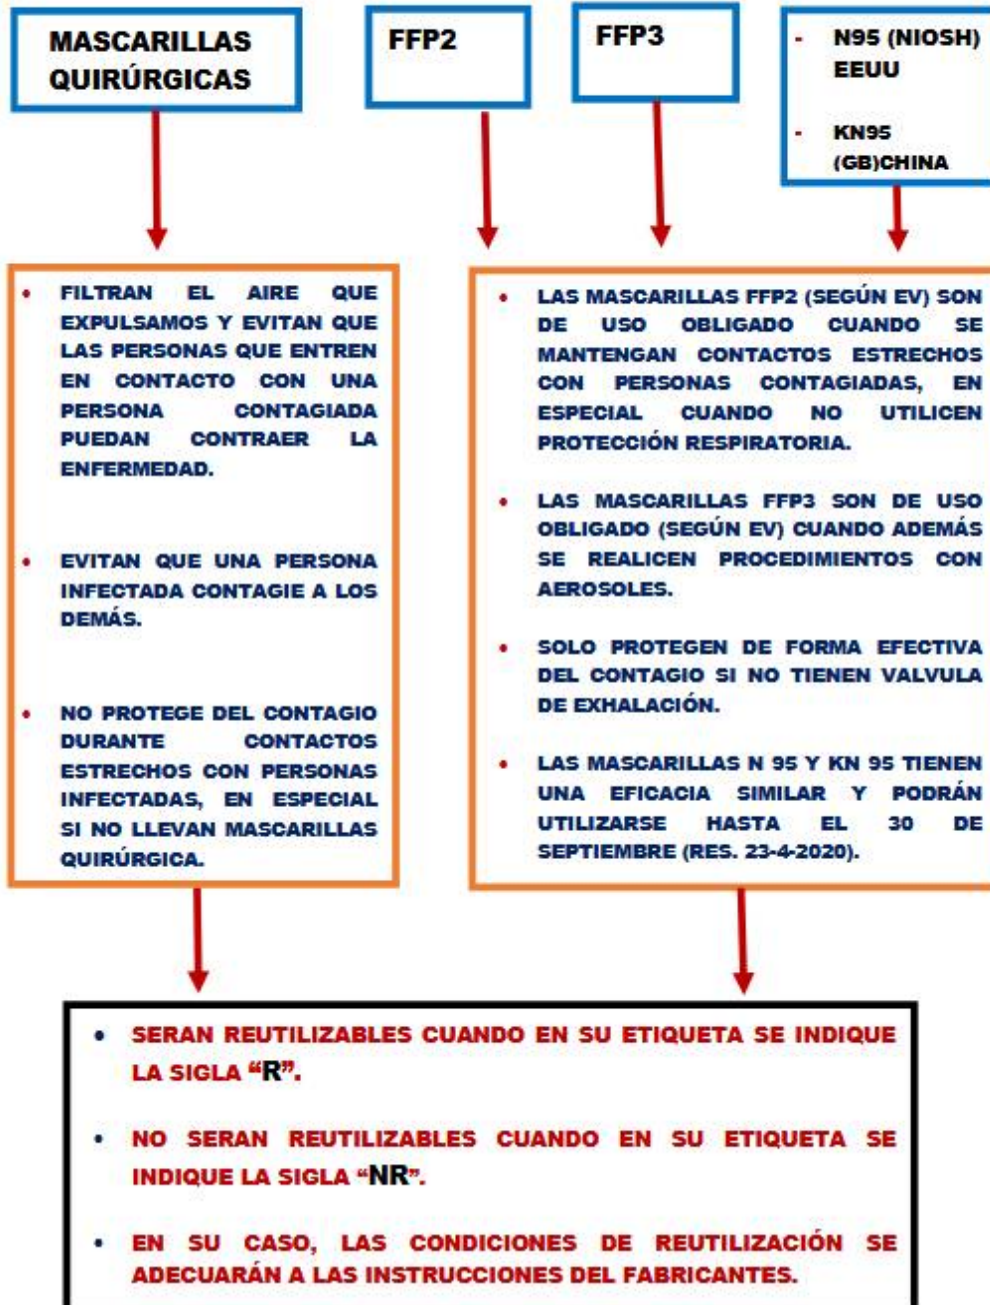 MASCARILLAS
QUIRÚRGICAS
FFP2
FFP3
- N95 (NIOSH)
EEUU
- KN95
(GB)CHINA
• FILTRAN EL AIRE QUE
EXPULSAMOS Y EVITAN QUE
LAS PERSONAS QUE ENTREN
EN CONTACTO CON UNA
PERSONA CONTAGIADA
PUEDAN CONTRAER LA
ENFERMEDAD.
• EVITAN QUE UNA PERSONA
INFECTADA CONTAGIE A LOS
DEMÁS.
• NO PROTEGE DEL CONTAGIO
DURANTE CONTACTOS
ESTRECHOS CON PERSONAS
INFECTADAS, EN ESPECIAL
SI NO LLEVAN MASCARILLAS
QUIRÚRGICA.
• LAS MASCARILLAS FFP2 (SEGÚN EV) SON
DE USO OBLIGADO CUANDO SE
MANTENGAN CONTACTOS ESTRECHOS
CON PERSONAS CONTAGIADAS, EN
ESPECIAL CUANDO NO UTILICEN
PROTECCIÓN RESPIRATORIA.
• LAS MASCARILLAS FFP3 SON DE USO
OBLIGADO (SEGÚN EV) CUANDO ADEMÁS
SE REALICEN PROCEDIMIENTOS CON
AEROSOLES.
• SOLO PROTEGEN DE FORMA EFECTIVA
DEL CONTAGIO SI NO TIENEN VALVULA
DE EXHALACIÓN.
• LAS MASCARILLAS N 95 Y KN 95 TIENEN
UNA EFICACIA SIMILAR Y PODRÁN
UTILIZARSE HASTA EL 30 DE
SEPTIEMBRE (RES. 23-4-2020).
• SERAN REUTILIZABLES CUANDO EN SU ETIQUETA SE INDIQUE
LA SIGLA “R”.
• NO SERAN REUTILIZABLES CUANDO EN SU ETIQUETA SE
INDIQUE LA SIGLA “NR”.
• EN SU CASO, LAS CONDICIONES DE REUTILIZACIÓN SE
ADECUARÁN A LAS INSTRUCCIONES DEL FABRICANTES.